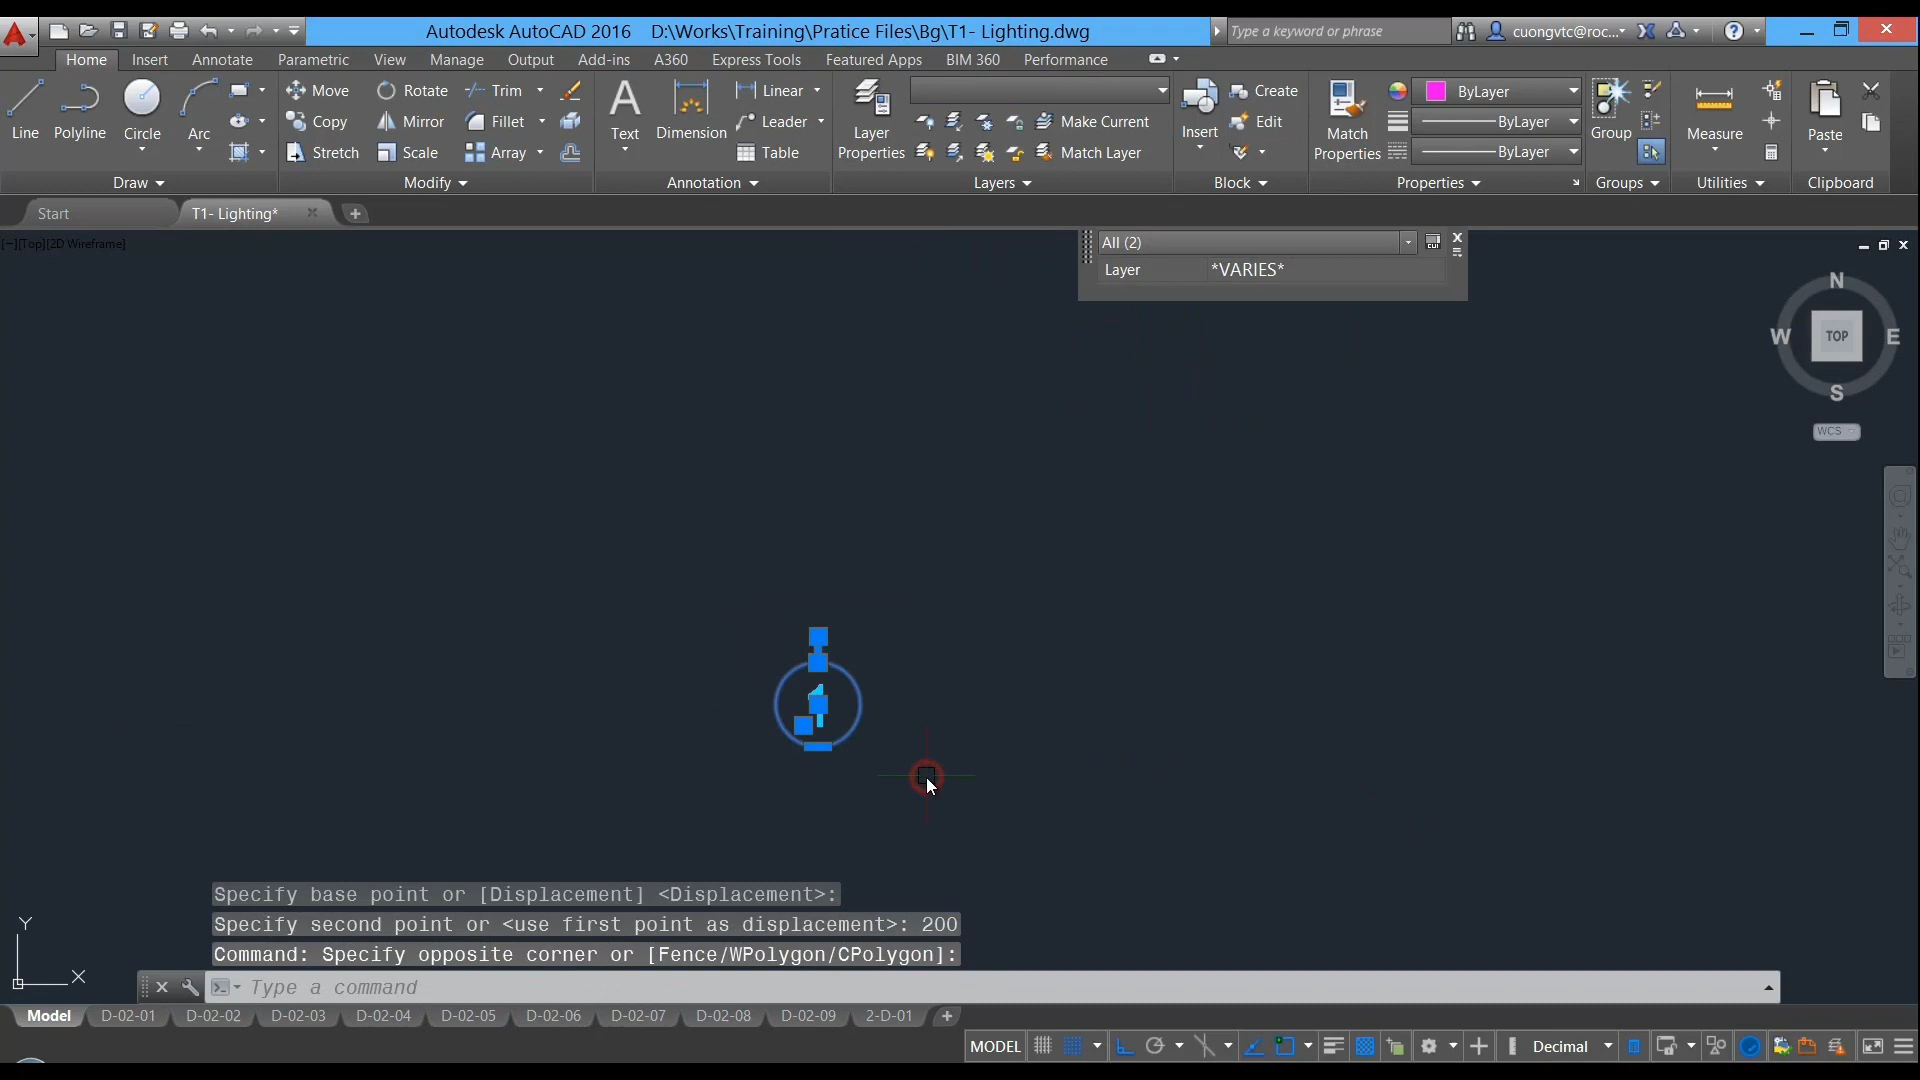 Autodesk AutoCAD 2016 D:\Works\Training\Pratice Files\Bg\T1- Lighting.dwg
Type a keyword or phrase
cuongvtc@roc...
Home Insert Annotate Parametric View Manage Output Add-ins A360 Express Tools Featured Apps BIM 360 Performance
Line Polyline Circle Arc
Move Rotate Trim
Copy Mirror Fillet
Stretch Scale Array
Text Dimension
Linear
Leader
Table
Layer Properties
Make Current
Match Layer
Insert
Create
Edit
Match Properties
ByLayer
ByLayer
ByLayer
Group
Measure
Paste
Draw Modify Annotation Layers Block Properties Groups Utilities Clipboard
Start T1- Lighting*
[−][Top][2D Wireframe]
All (2)
CUI
Layer *VARIES*
N
W TOP E
S
WCS
1
Specify base point or [Displacement] <Displacement>:
Specify second point or <use first point as displacement>: 200
Command: Specify opposite corner or [Fence/WPolygon/CPolygon]:
Y
X
Type a command
Model D-02-01 D-02-02 D-02-03 D-02-04 D-02-05 D-02-06 D-02-07 D-02-08 D-02-09 2-D-01
MODEL Decimal